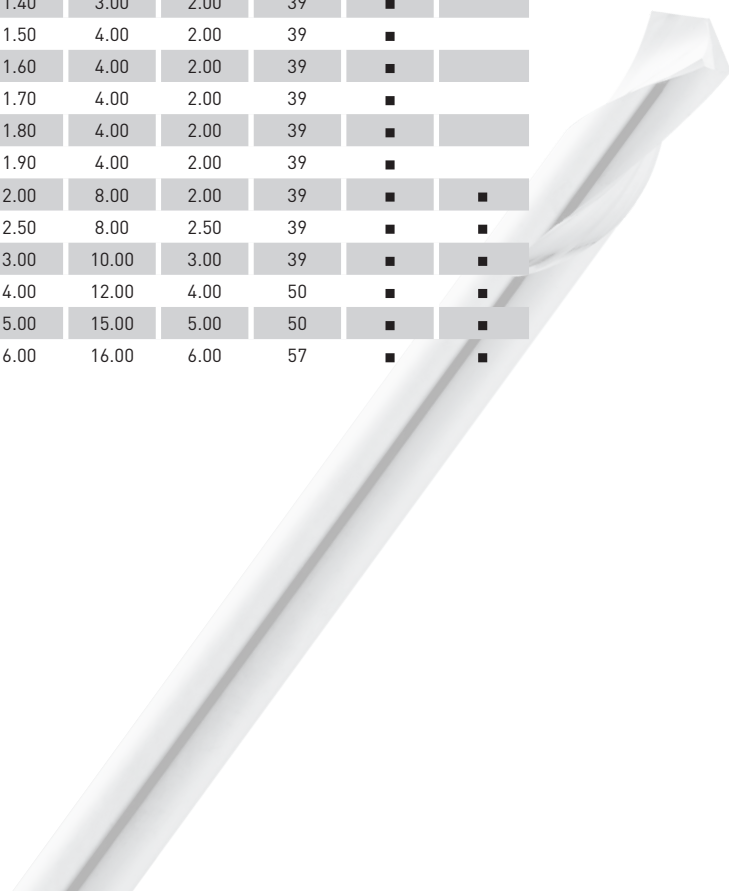 1.40 3.00 2.00 39 ■
1.50 4.00 2.00 39 ■
1.60 4.00 2.00 39 ■
1.70 4.00 2.00 39 ■
1.80 4.00 2.00 39 ■
1.90 4.00 2.00 39 ■
2.00 8.00 2.00 39 ■ ■
2.50 8.00 2.50 39 ■ ■
3.00 10.00 3.00 39 ■ ■
4.00 12.00 4.00 50 ■ ■
5.00 15.00 5.00 50 ■ ■
6.00 16.00 6.00 57 ■ ■